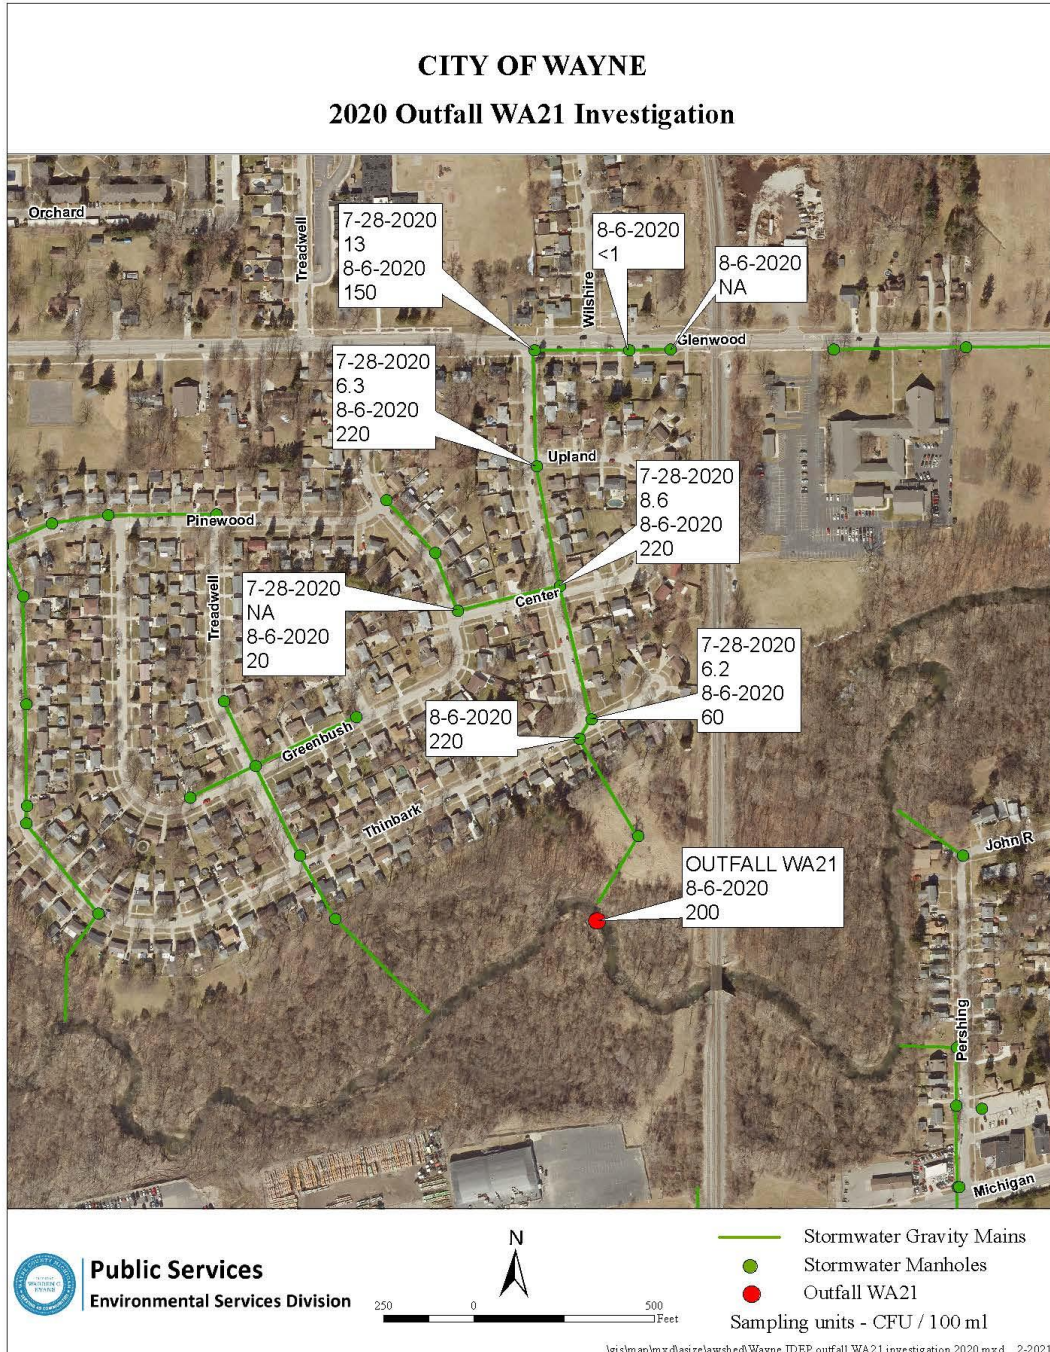 CITY OF WAYNE
2020 Outfall WA21 Investigation
Orchard
Treadwell
7-28-2020
13
8-6-2020
150
Wilshire
8-6-2020
<1
8-6-2020
NA
Glenwood
7-28-2020
6.3
8-6-2020
220
Upland
7-28-2020
8.6
8-6-2020
220
Pinewood
Treadwell
7-28-2020
NA
8-6-2020
20
Center
7-28-2020
6.2
8-6-2020
60
8-6-2020
220
Greenbush
Thinbark
OUTFALL WA21
8-6-2020
200
John R
Pershing
Michigan
Public Services
Environmental Services Division
N
250 0 500
Feet
Stormwater Gravity Mains
Stormwater Manholes
Outfall WA21
Sampling units - CFU / 100 ml